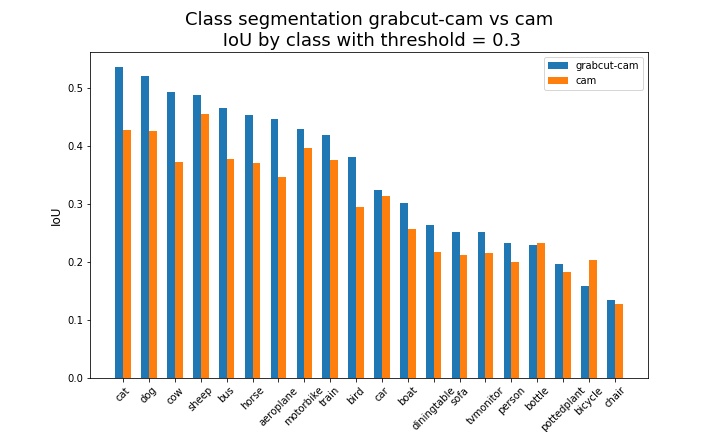 Class segmentation grabcut-cam vs cam
IoU by class with threshold = 0.3
grabcut-cam
cam
IoU
0.5
0.4
0.3
0.2
0.1
0.0
cat
dog
cow
sheep
bus
horse
aeroplane
motorbike
train
bird
car
boat
diningtable
sofa
tvmonitor
person
bottle
pottedplant
bicycle
chair